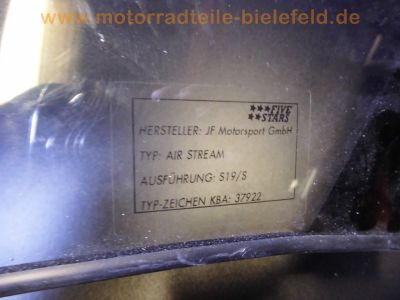 www.motorradteile-bielefeld.de
★★★FIVE
★★STARS
HERSTELLER: JF Motorsport GmbH
TYP: AIR STREAM
AUSFÜHRUNG: S19/S
TYP-ZEICHEN KBA: 37922